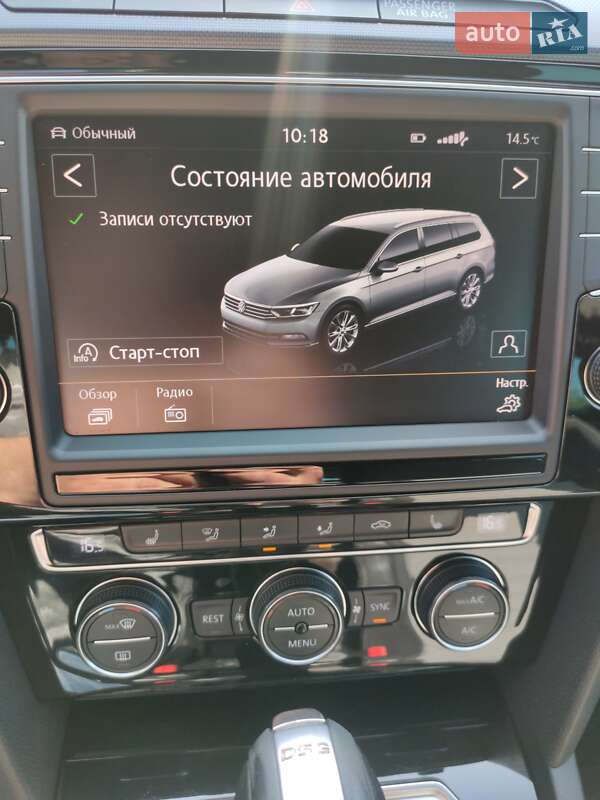 PASSENGER
AIR BAG
auto RIA .com
Обычный 10:18 14.5°C
Состояние автомобиля
Записи отсутствуют
A Info Старт-стоп
Обзор Радио Настр.
16.5 16.5
MAX REST AUTO MENU SYNC MAX A/C A/C
DSG